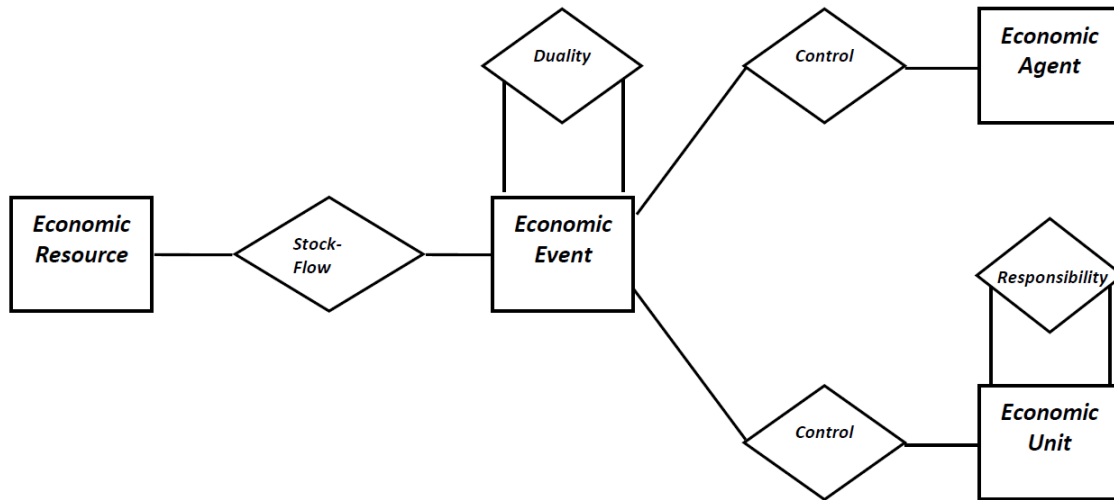 Duality
Control
Economic
Agent
Economic
Resource
Stock-
Flow
Economic
Event
Responsibility
Control
Economic
Unit